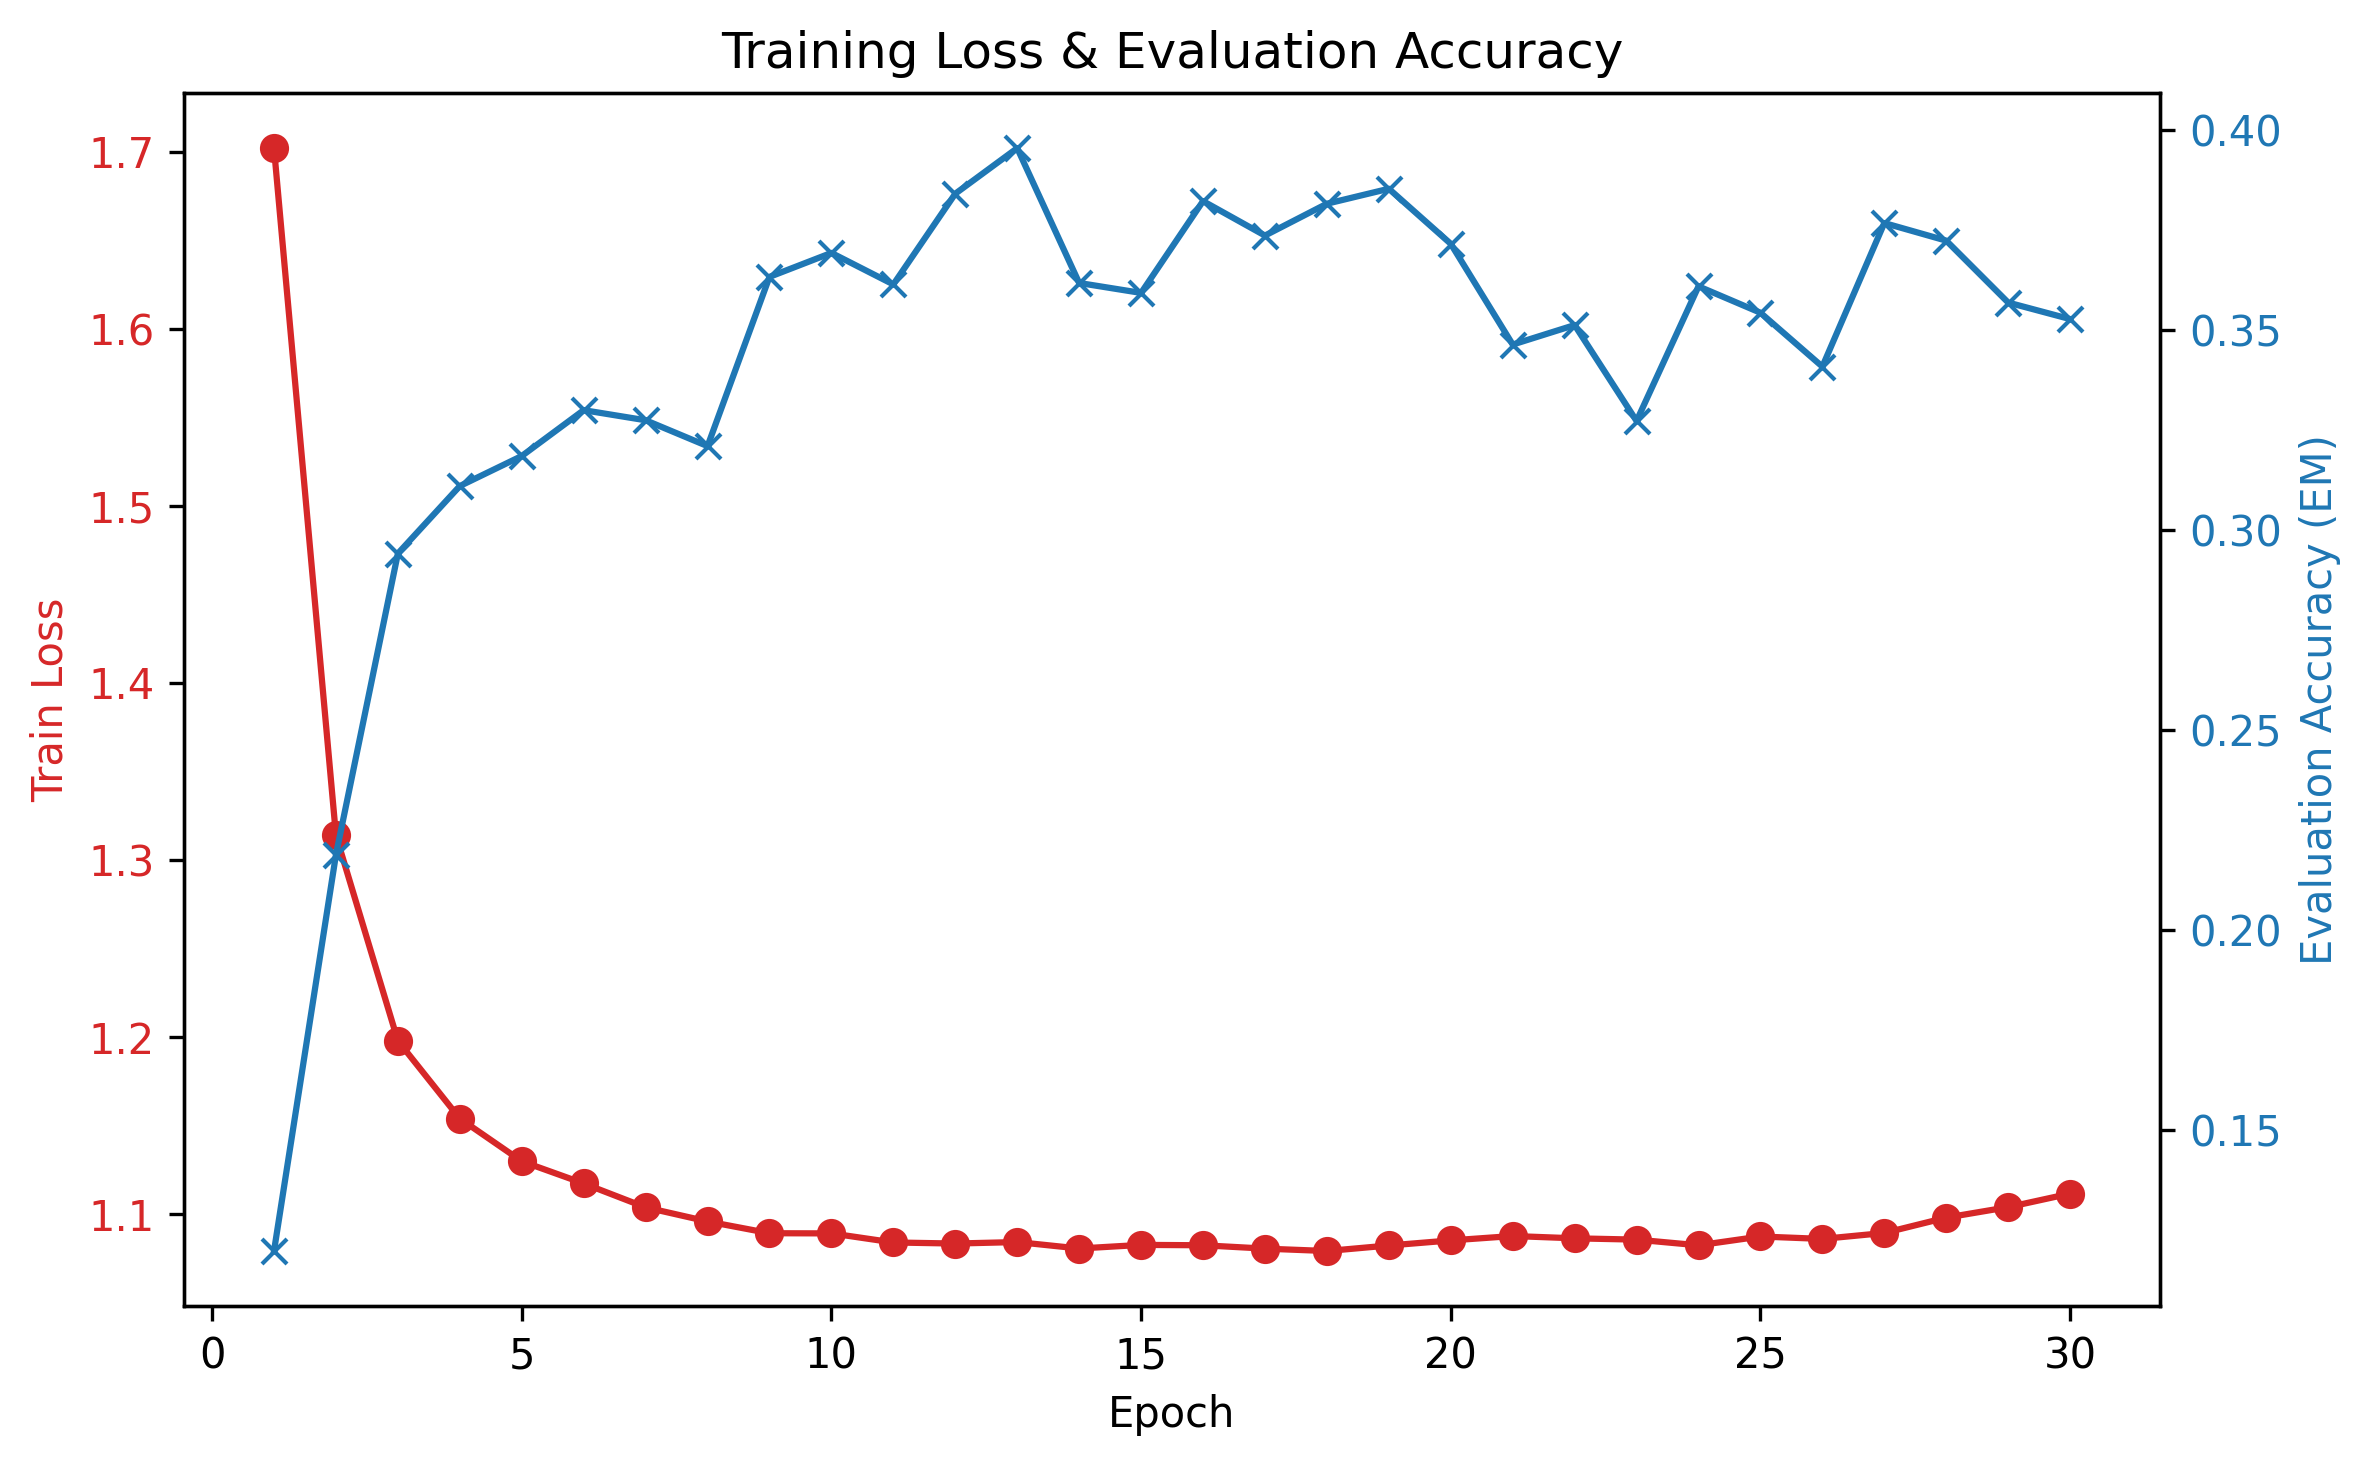 Training Loss & Evaluation Accuracy
1.7
1.6
1.5
1.4
1.3
1.2
1.1
Train Loss
0.40
0.35
0.30
0.25
0.20
0.15
Evaluation Accuracy (EM)
0 5 10 15 20 25 30
Epoch